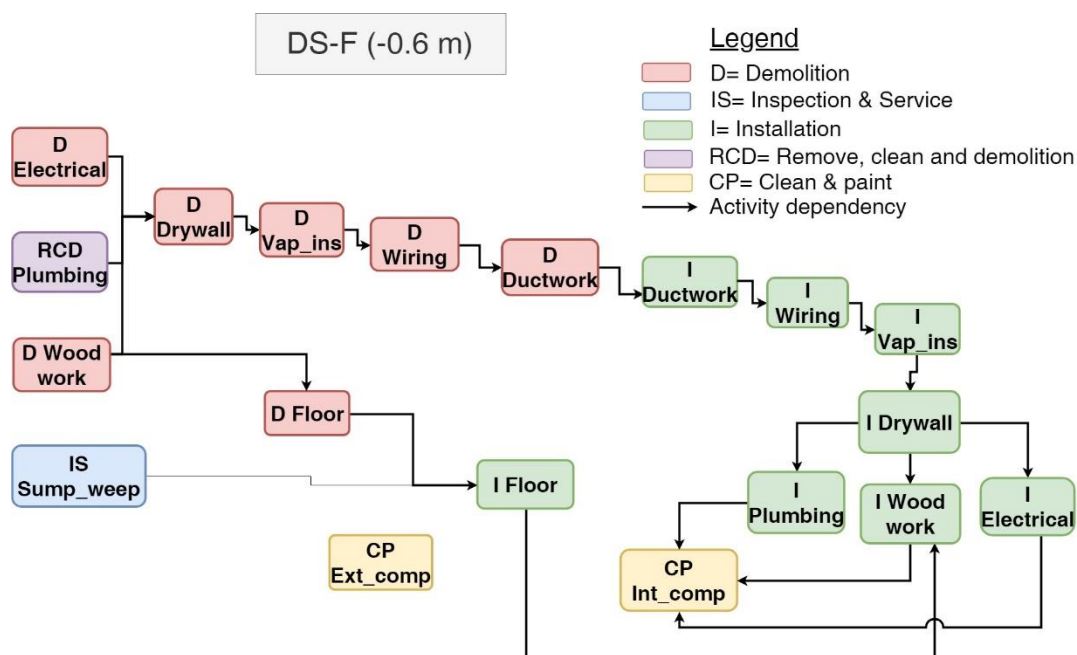 DS-F (-0.6 m)
Legend
D= Demolition
IS= Inspection & Service
I= Installation
RCD= Remove, clean and demolition
CP= Clean & paint
Activity dependency
D
Electrical
RCD
Plumbing
D Wood
work
D
Drywall
D
Vap_ins
D
Wiring
D
Ductwork
I
Ductwork
I
Wiring
I
Vap_ins
D Floor
I Drywall
IS
Sump_weep
I Floor
I
Plumbing
I Wood
work
I
Electrical
CP
Ext_comp
CP
Int_comp